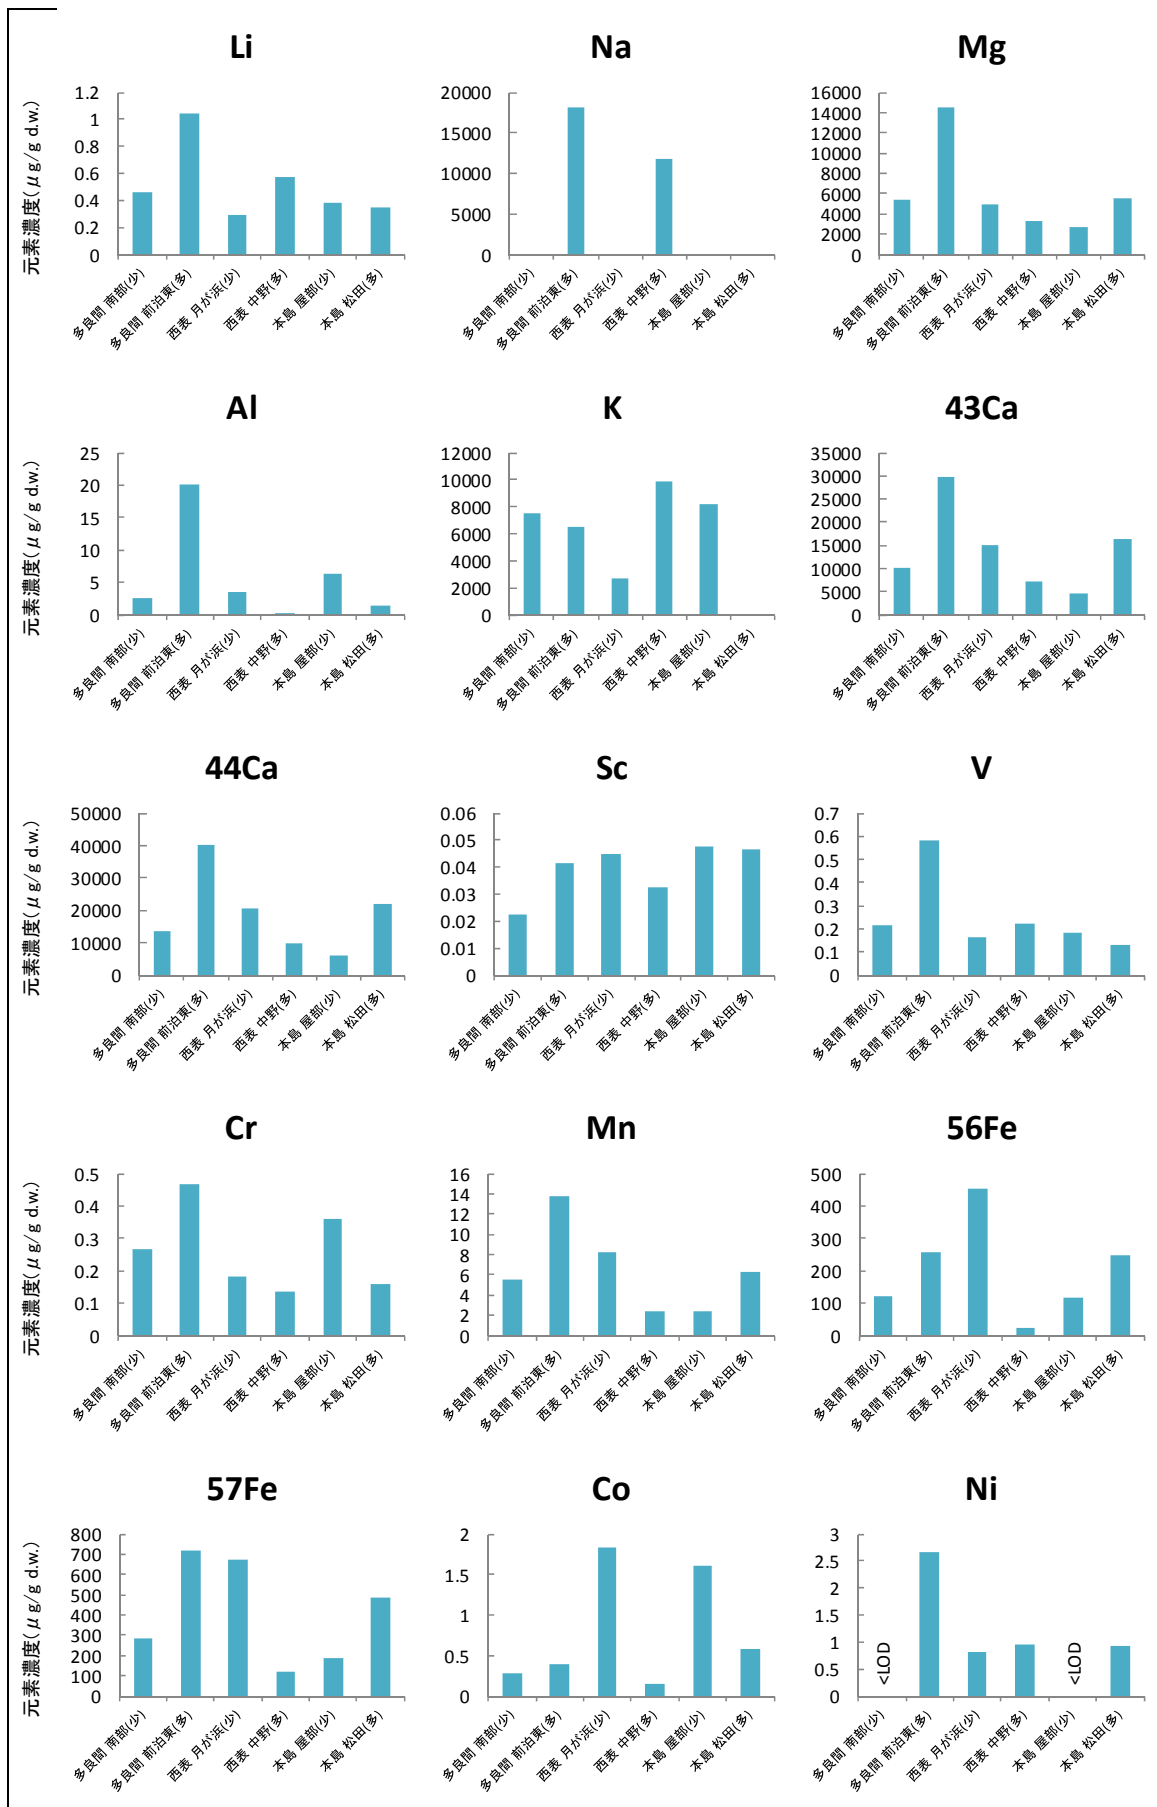 Li Na Mg
元素濃度(μg/g d.w.)
1.2 1 0.8 0.6 0.4 0.2 0
多良間 南部(少) 多良間 前泊東(多) 西表 月が浜(少) 西表 中野(多) 本島 屋部(少) 本島 松田(多)
20000 15000 10000 5000 0
多良間 南部(少) 多良間 前泊東(多) 西表 月が浜(少) 西表 中野(多) 本島 屋部(少) 本島 松田(多)
16000 14000 12000 10000 8000 6000 4000 2000 0
多良間 南部(少) 多良間 前泊東(多) 西表 月が浜(少) 西表 中野(多) 本島 屋部(少) 本島 松田(多)
Al K 43Ca
元素濃度(μg/g d.w.)
25 20 15 10 5 0
多良間 南部(少) 多良間 前泊東(多) 西表 月が浜(少) 西表 中野(多) 本島 屋部(少) 本島 松田(多)
12000 10000 8000 6000 4000 2000 0
多良間 南部(少) 多良間 前泊東(多) 西表 月が浜(少) 西表 中野(多) 本島 屋部(少) 本島 松田(多)
35000 30000 25000 20000 15000 10000 5000 0
多良間 南部(少) 多良間 前泊東(多) 西表 月が浜(少) 西表 中野(多) 本島 屋部(少) 本島 松田(多)
44Ca Sc V
元素濃度(μg/g d.w.)
50000 40000 30000 20000 10000 0
多良間 南部(少) 多良間 前泊東(多) 西表 月が浜(少) 西表 中野(多) 本島 屋部(少) 本島 松田(多)
0.06 0.05 0.04 0.03 0.02 0.01 0
多良間 南部(少) 多良間 前泊東(多) 西表 月が浜(少) 西表 中野(多) 本島 屋部(少) 本島 松田(多)
0.7 0.6 0.5 0.4 0.3 0.2 0.1 0
多良間 南部(少) 多良間 前泊東(多) 西表 月が浜(少) 西表 中野(多) 本島 屋部(少) 本島 松田(多)
Cr Mn 56Fe
元素濃度(μg/g d.w.)
0.5 0.4 0.3 0.2 0.1 0
多良間 南部(少) 多良間 前泊東(多) 西表 月が浜(少) 西表 中野(多) 本島 屋部(少) 本島 松田(多)
16 14 12 10 8 6 4 2 0
多良間 南部(少) 多良間 前泊東(多) 西表 月が浜(少) 西表 中野(多) 本島 屋部(少) 本島 松田(多)
500 400 300 200 100 0
多良間 南部(少) 多良間 前泊東(多) 西表 月が浜(少) 西表 中野(多) 本島 屋部(少) 本島 松田(多)
57Fe Co Ni
元素濃度(μg/g d.w.)
800 700 600 500 400 300 200 100 0
多良間 南部(少) 多良間 前泊東(多) 西表 月が浜(少) 西表 中野(多) 本島 屋部(少) 本島 松田(多)
2 1.5 1 0.5 0
多良間 南部(少) 多良間 前泊東(多) 西表 月が浜(少) 西表 中野(多) 本島 屋部(少) 本島 松田(多)
3 2.5 2 1.5 1 0.5 0
<LOD <LOD
多良間 南部(少) 多良間 前泊東(多) 西表 月が浜(少) 西表 中野(多) 本島 屋部(少) 本島 松田(多)